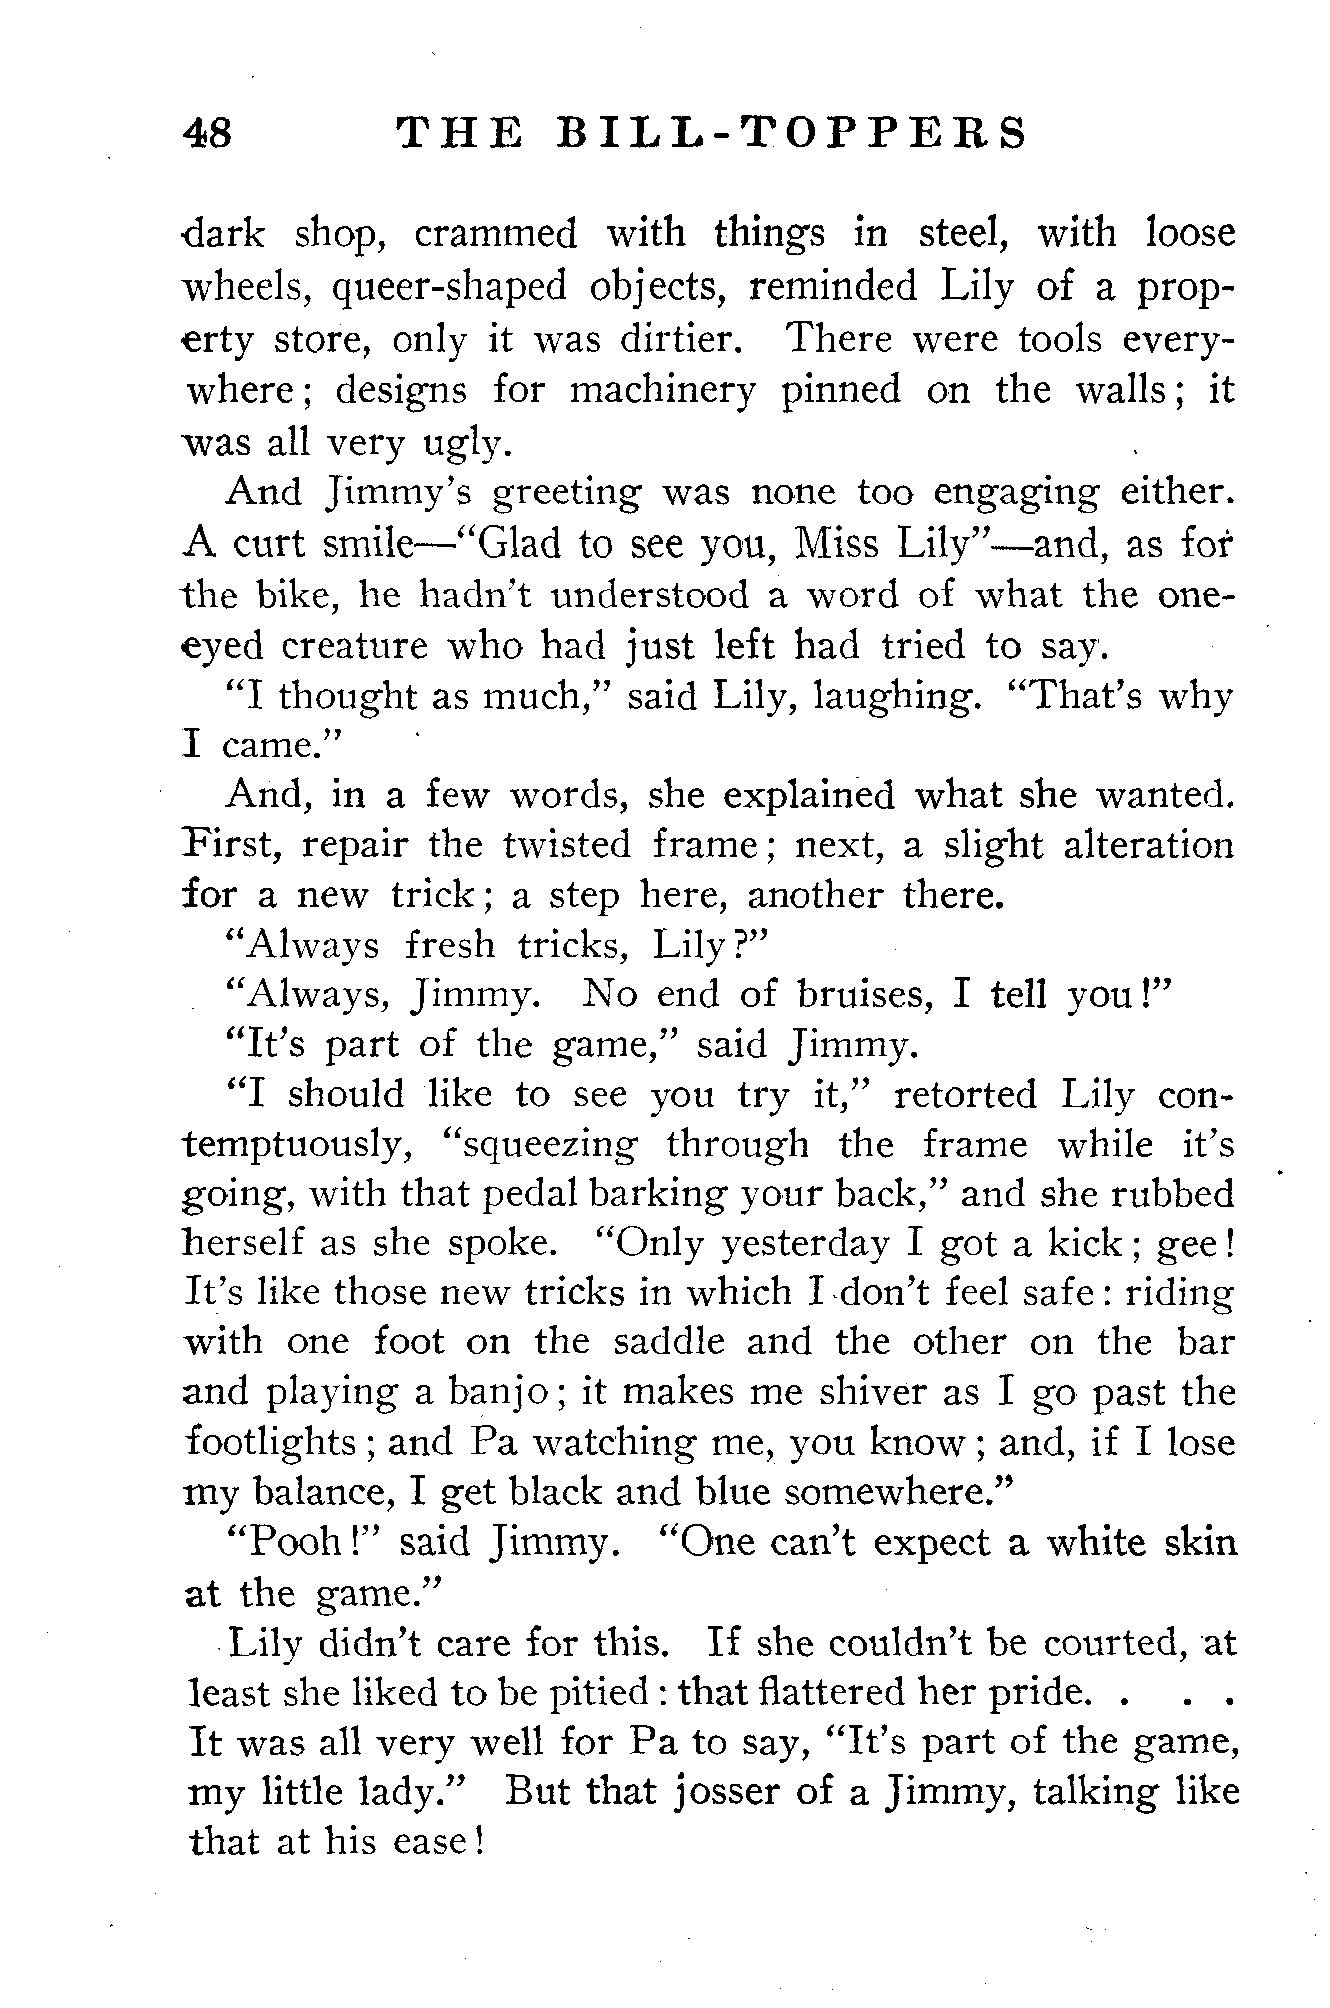 48 THE BILL-TOPPERS
dark shop, crammed with things in steel, with loose
wheels, queer-shaped objects, reminded Lily of a prop-
erty store, only it was dirtier. There were tools every-
where; designs for machinery pinned on the walls; it
was all very ugly.
And Jimmy's greeting was none too engaging either.
A curt smile—“Glad to see you, Miss Lily”—and, as for
the bike, he hadn't understood a word of what the one-
eyed creature who had just left had tried to say.
“I thought as much,” said Lily, laughing. “That's why
I came.”
And, in a few words, she explained what she wanted.
First, repair the twisted frame; next, a slight alteration
for a new trick; a step here, another there.
“Always fresh tricks, Lily?”
“Always, Jimmy. No end of bruises, I tell you!”
“It's part of the game,” said Jimmy.
“I should like to see you try it,” retorted Lily con-
temptuously, “squeezing through the frame while it's
going, with that pedal barking your back,” and she rubbed
herself as she spoke. “Only yesterday I got a kick; gee!
It's like those new tricks in which I don't feel safe: riding
with one foot on the saddle and the other on the bar
and playing a banjo; it makes me shiver as I go past the
footlights; and Pa watching me, you know; and, if I lose
my balance, I get black and blue somewhere.”
“Pooh!” said Jimmy. “One can't expect a white skin
at the game.”
Lily didn't care for this. If she couldn't be courted, at
least she liked to be pitied: that flattered her pride. . . .
It was all very well for Pa to say, “It's part of the game,
my little lady.” But that josser of a Jimmy, talking like
that at his ease!